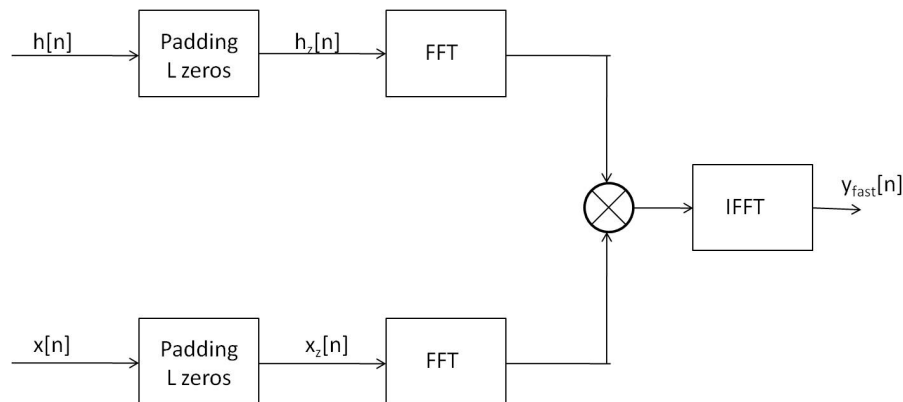 h[n]
Padding
L zeros
h_z[n]
FFT
IFFT
y_fast[n]
x[n]
Padding
L zeros
x_z[n]
FFT